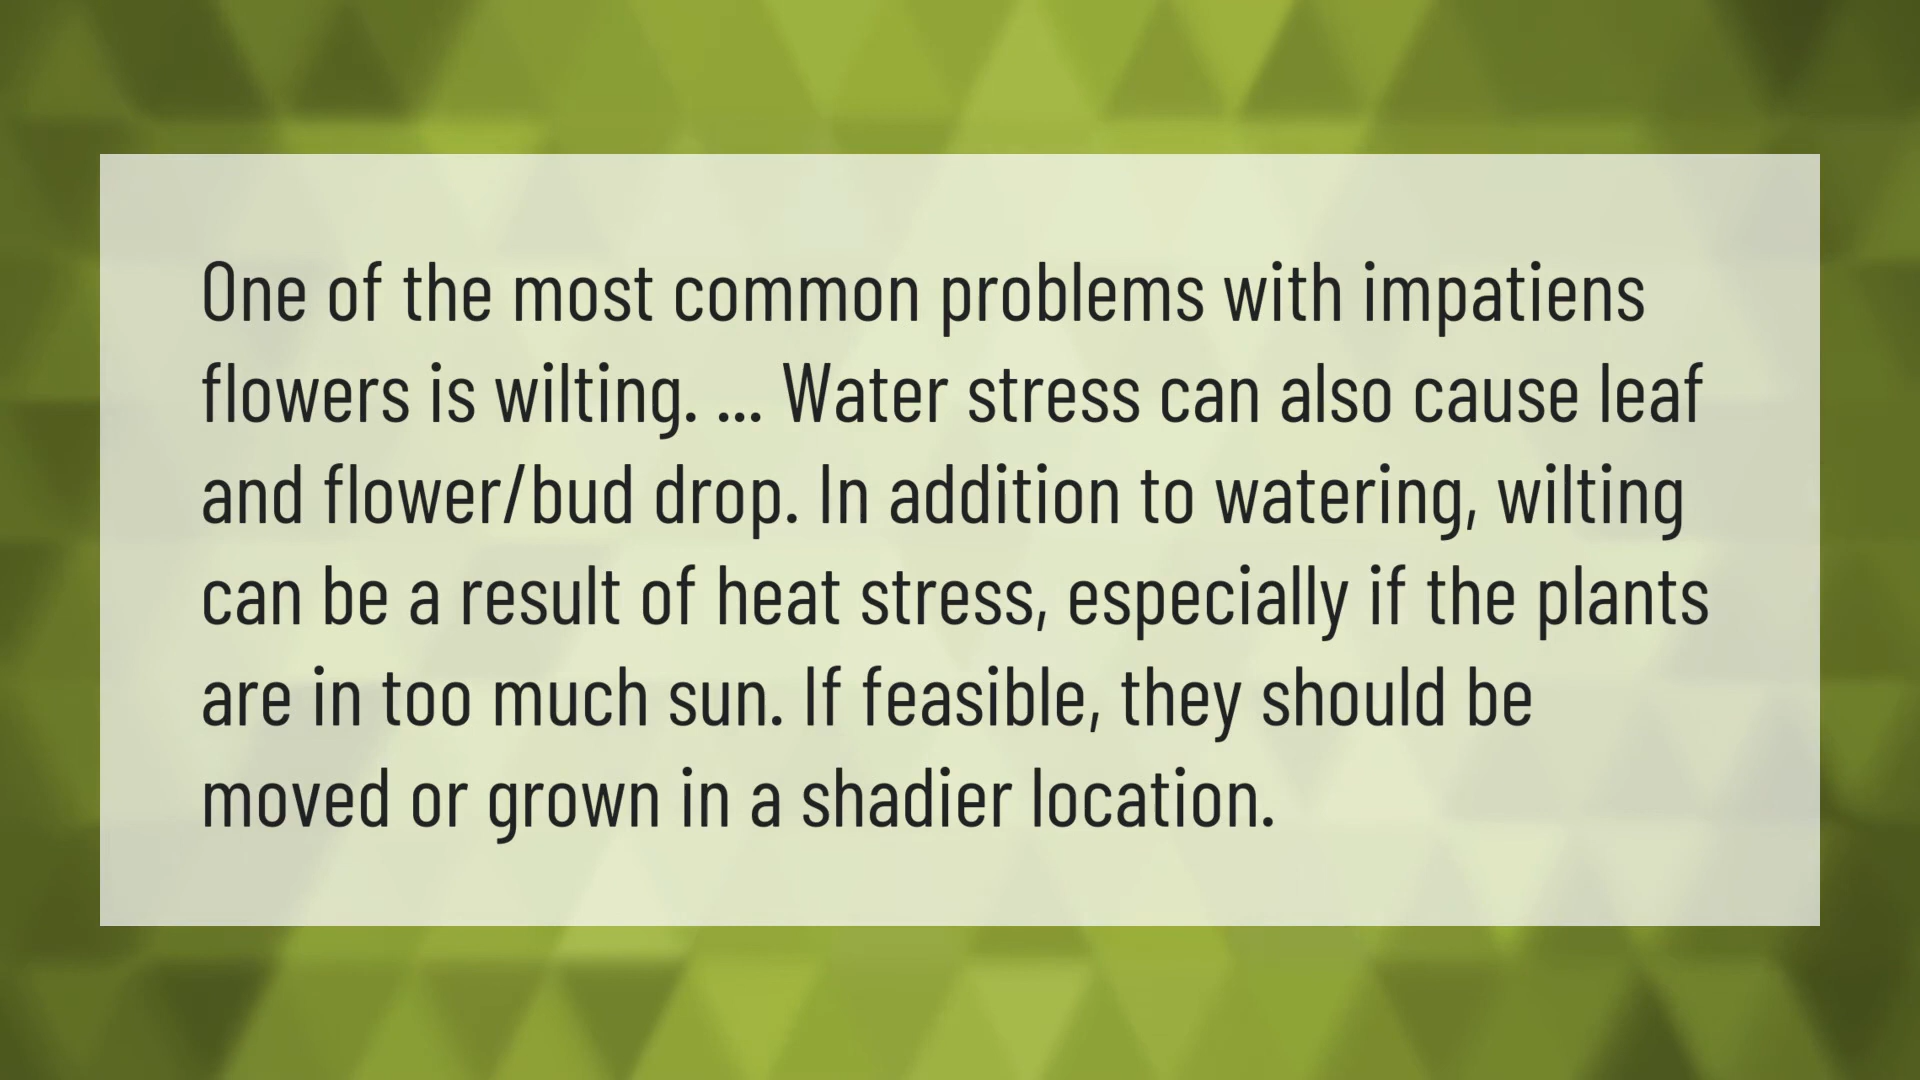 One of the most common problems with impatiens
flowers is wilting. ... Water stress can also cause leaf
and flower/bud drop. In addition to watering, wilting
can be a result of heat stress, especially if the plants
are in too much sun. If feasible, they should be
moved or grown in a shadier location.